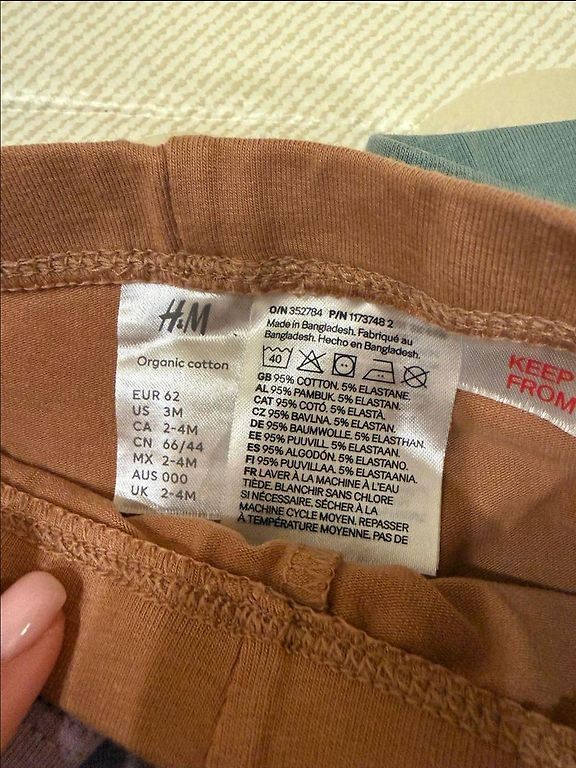 H&M
Organic cotton
EUR 62
US 3M
CA 2-4M
CN 66/44
MX 2-4M
AUS 000
UK 2-4M
O/N 352784 P/N 1173748 2
Made in Bangladesh. Fabriqué au
Bangladesh. Hecho en Bangladesh.
40
GB 95% COTTON. 5% ELASTANE.
AL 95% PAMBUK. 5% ELASTAN.
CAT 95% COTÓ. 5% ELASTÀ.
CZ 95% BAVLNA. 5% ELASTAN.
DE 95% BAUMWOLLE. 5% ELASTHAN.
EE 95% PUUVILL. 5% ELASTAAN.
ES 95% ALGODÓN. 5% ELASTANO.
FI 95% PUUVILLAA. 5% ELASTAANIA.
FR LAVER À LA MACHINE À L'EAU
TIÈDE. BLANCHIR SANS CHLORE
SI NÉCESSAIRE. SÉCHER À LA
MACHINE CYCLE MOYEN. REPASSER
À TEMPÉRATURE MOYENNE. PAS DE
KEEP
FROM